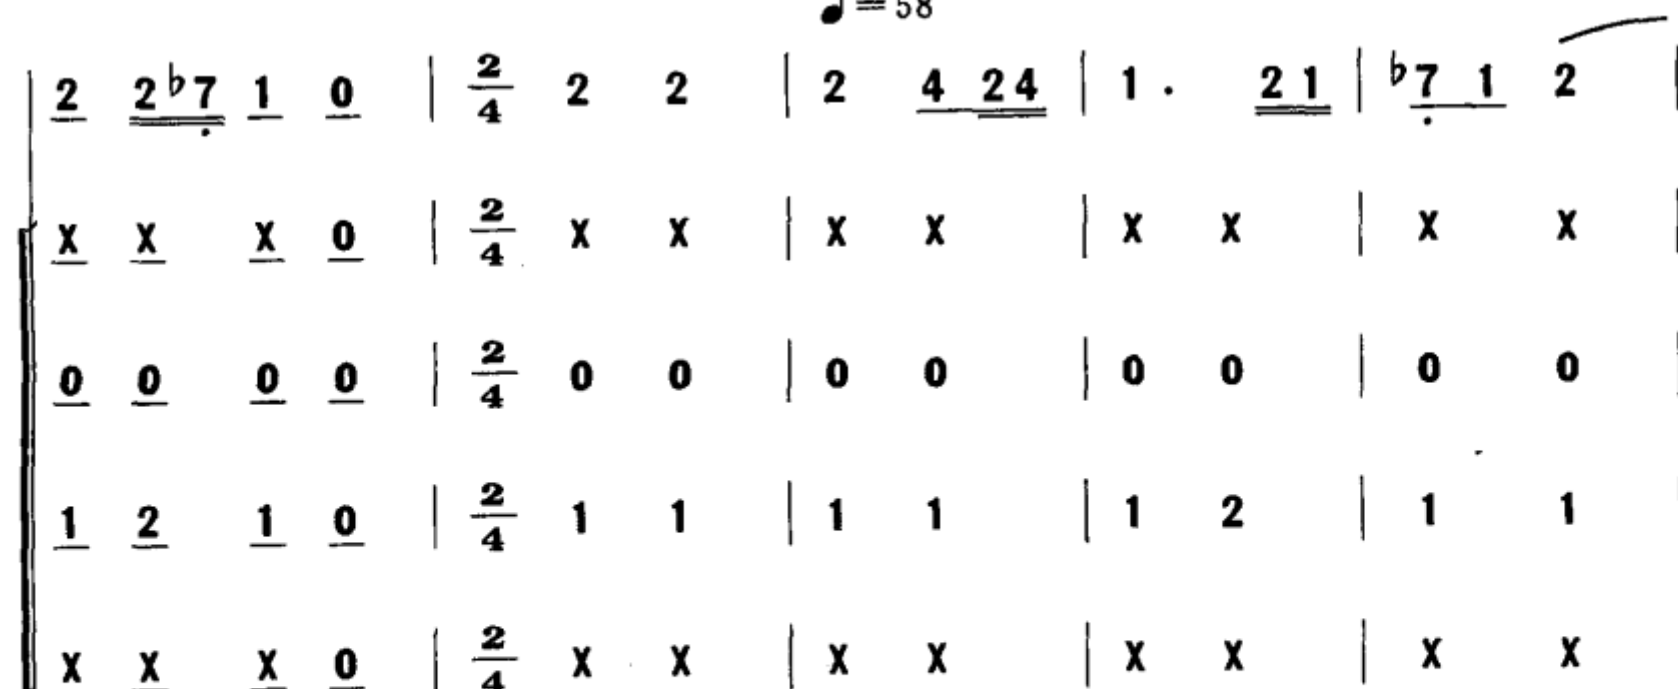 ♩=58
2 2♭7 1 0 | 2/4 2 2 | 2 4 24 | 1 . 21 | ♭7 1 2
X X X 0 | 2/4 X X | X X | X X | X X
0 0 0 0 | 2/4 0 0 | 0 0 | 0 0 | 0 0
1 2 1 0 | 2/4 1 1 | 1 1 | 1 2 | 1 1
X X X 0 | 2/4 X X | X X | X X | X X